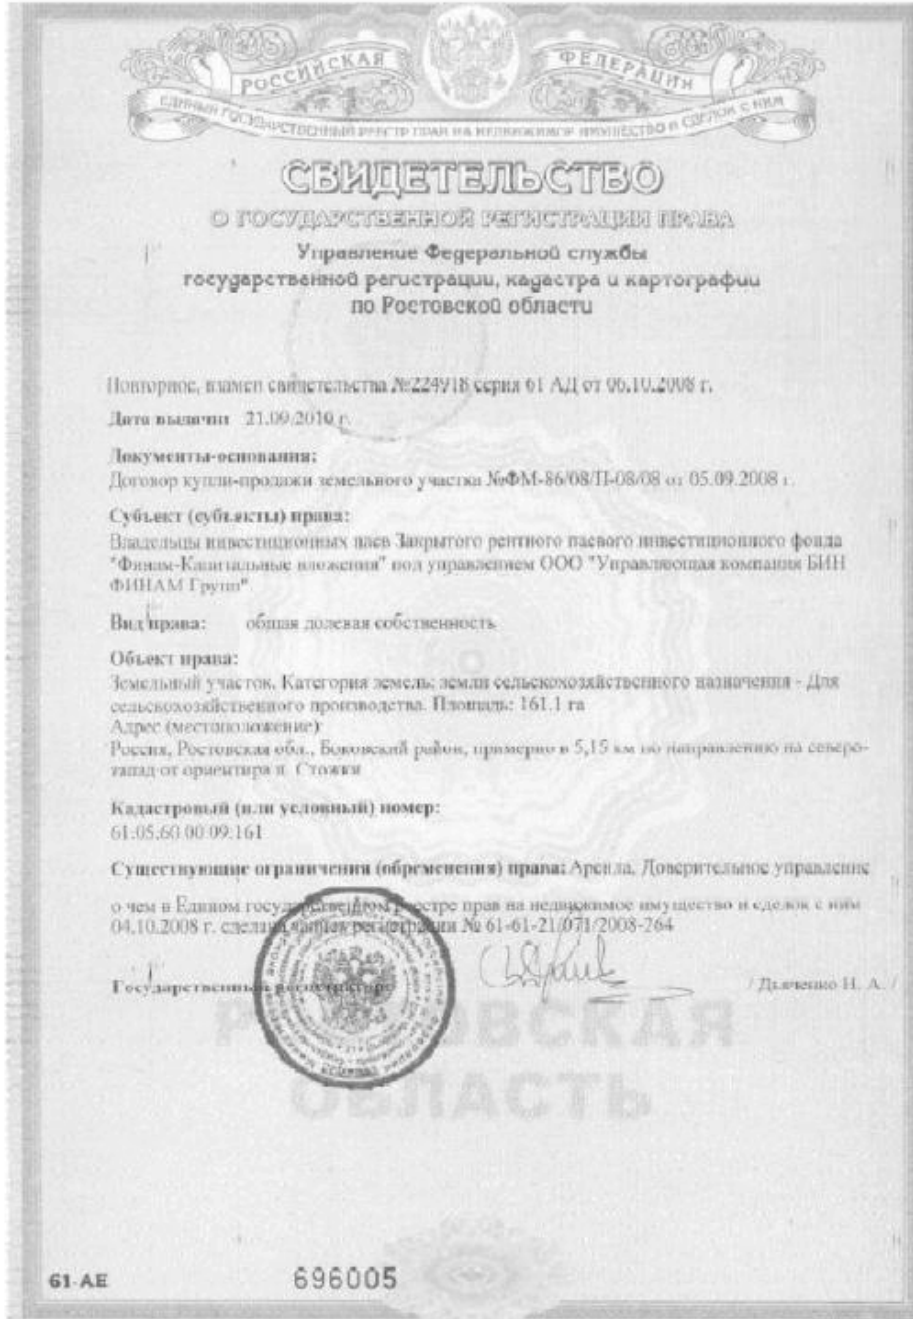 РОССИЙСКАЯ ФЕДЕРАЦИЯ
ЕДИНЫЙ ГОСУДАРСТВЕННЫЙ РЕЕСТР ПРАВ НА НЕДВИЖИМОЕ ИМУЩЕСТВО И СДЕЛОК С НИМ
СВИДЕТЕЛЬСТВО
О ГОСУДАРСТВЕННОЙ РЕГИСТРАЦИИ ПРАВА
Управление Федеральной службы
государственной регистрации, кадастра и картографии
по Ростовской области
Повторное, взамен свидетельства №224918 серия 61 АД от 06.10.2008 г.
Дата выдачи 21.09.2010 г.
Документы-основания:
Договор купли-продажи земельного участка №ФМ-86/08/П-08/08 от 05.09.2008 г.
Субъект (субъекты) права:
Владельцы инвестиционных паев Закрытого рентного паевого инвестиционного фонда
"Финам-Капитальные вложения" под управлением ООО "Управляющая компания БИН
ФИНАМ Групп"
Вид права: общая долевая собственность
Объект права:
Земельный участок. Категория земель: земли сельскохозяйственного назначения - Для
сельскохозяйственного производства. Площадь: 161.1 га
Адрес (местоположение):
Россия, Ростовская обл., Боковский район, примерно в 5,15 км по направлению на северо-
запад от ориентира п. Стожки
Кадастровый (или условный) номер:
61:05:60 00 09:161
Существующие ограничения (обременения) права: Аренда, Доверительное управление
о чем в Едином государственном реестре прав на недвижимое имущество и сделок с ним
04.10.2008 г. сделана запись регистрации № 61-61-21/071/2008-264
Государственный регистратор / Дьяченко Н. А. /
РОСТОВСКАЯ
ОБЛАСТЬ
61-АЕ 696005